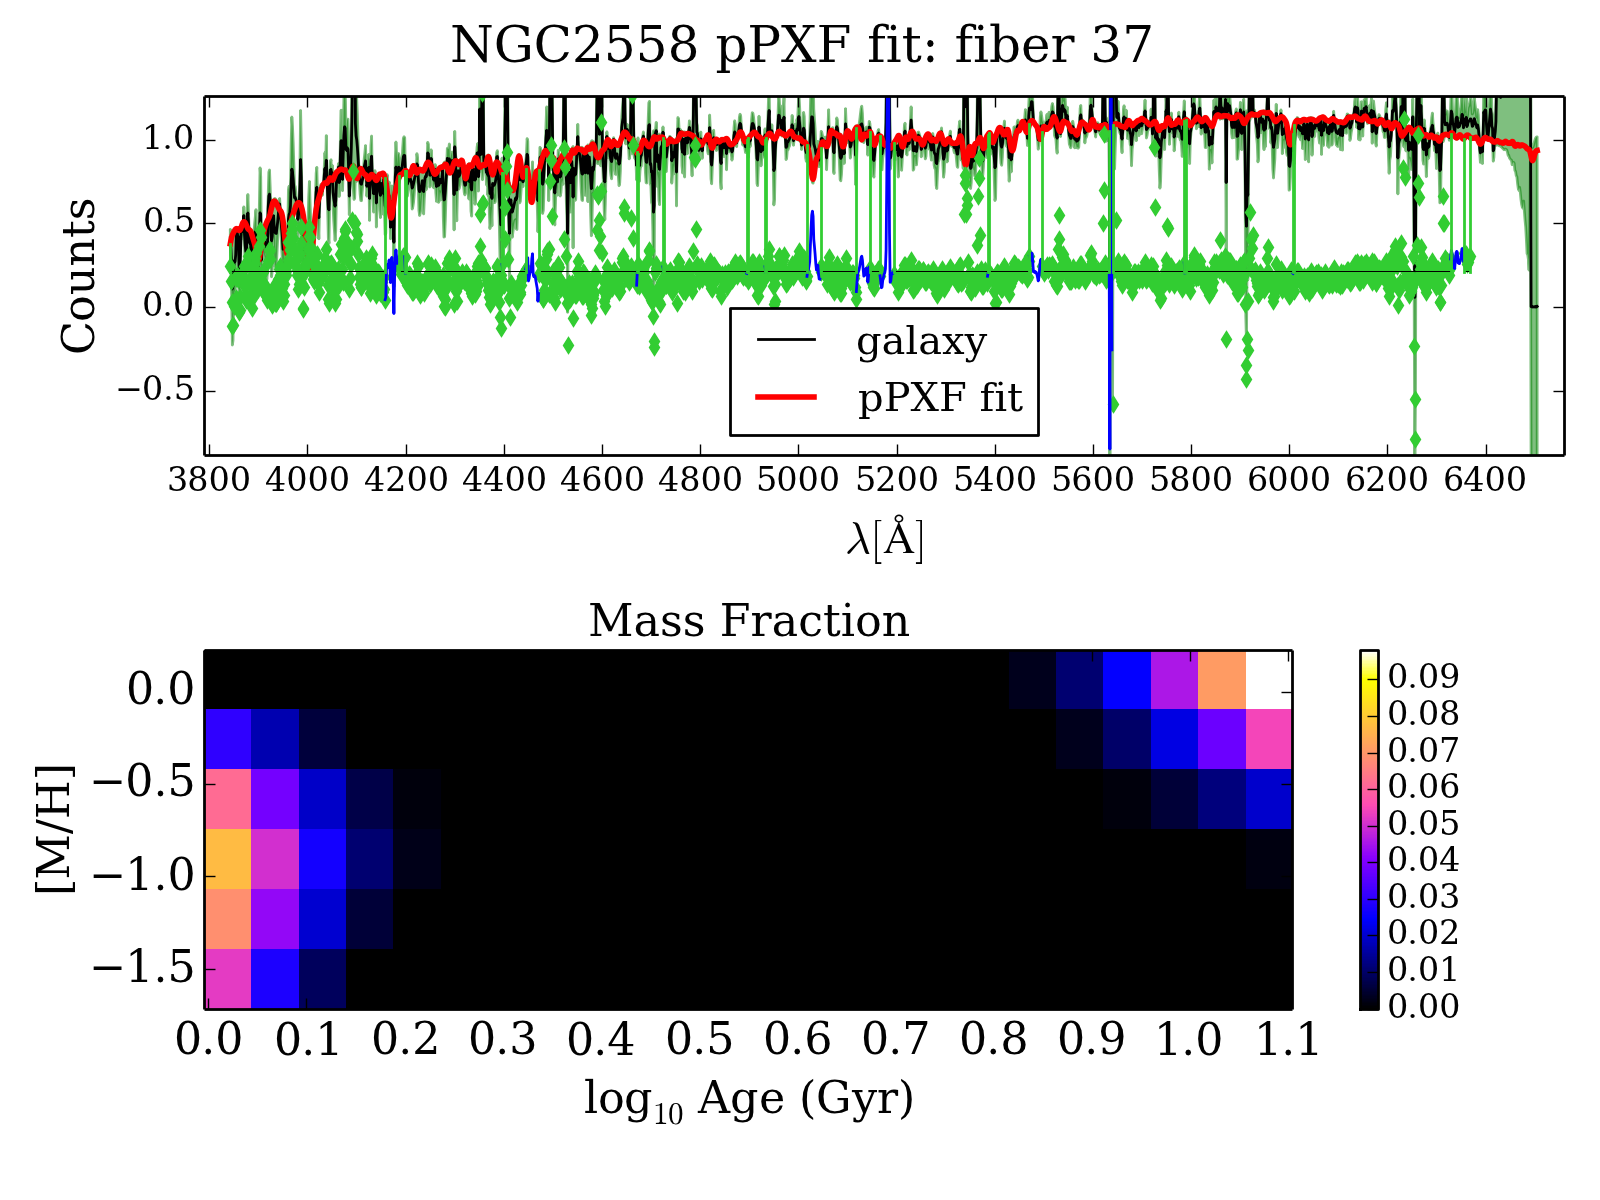 NGC2558 pPXF fit: fiber 37
Counts
1.0
0.5
0.0
−0.5
galaxy
pPXF fit
3800 4000 4200 4400 4600 4800 5000 5200 5400 5600 5800 6000 6200 6400
λ[Å]
Mass Fraction
[M/H]
0.0
−0.5
−1.0
−1.5
0.0 0.1 0.2 0.3 0.4 0.5 0.6 0.7 0.8 0.9 1.0 1.1
log₁₀ Age (Gyr)
0.09
0.08
0.07
0.06
0.05
0.04
0.03
0.02
0.01
0.00